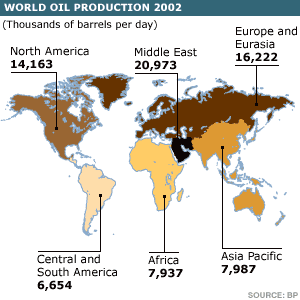 WORLD OIL PRODUCTION 2002
(Thousands of barrels per day)
North America
14,163
Middle East
20,973
Europe and
Eurasia
16,222
Central and
South America
6,654
Africa
7,937
Asia Pacific
7,987
SOURCE: BP